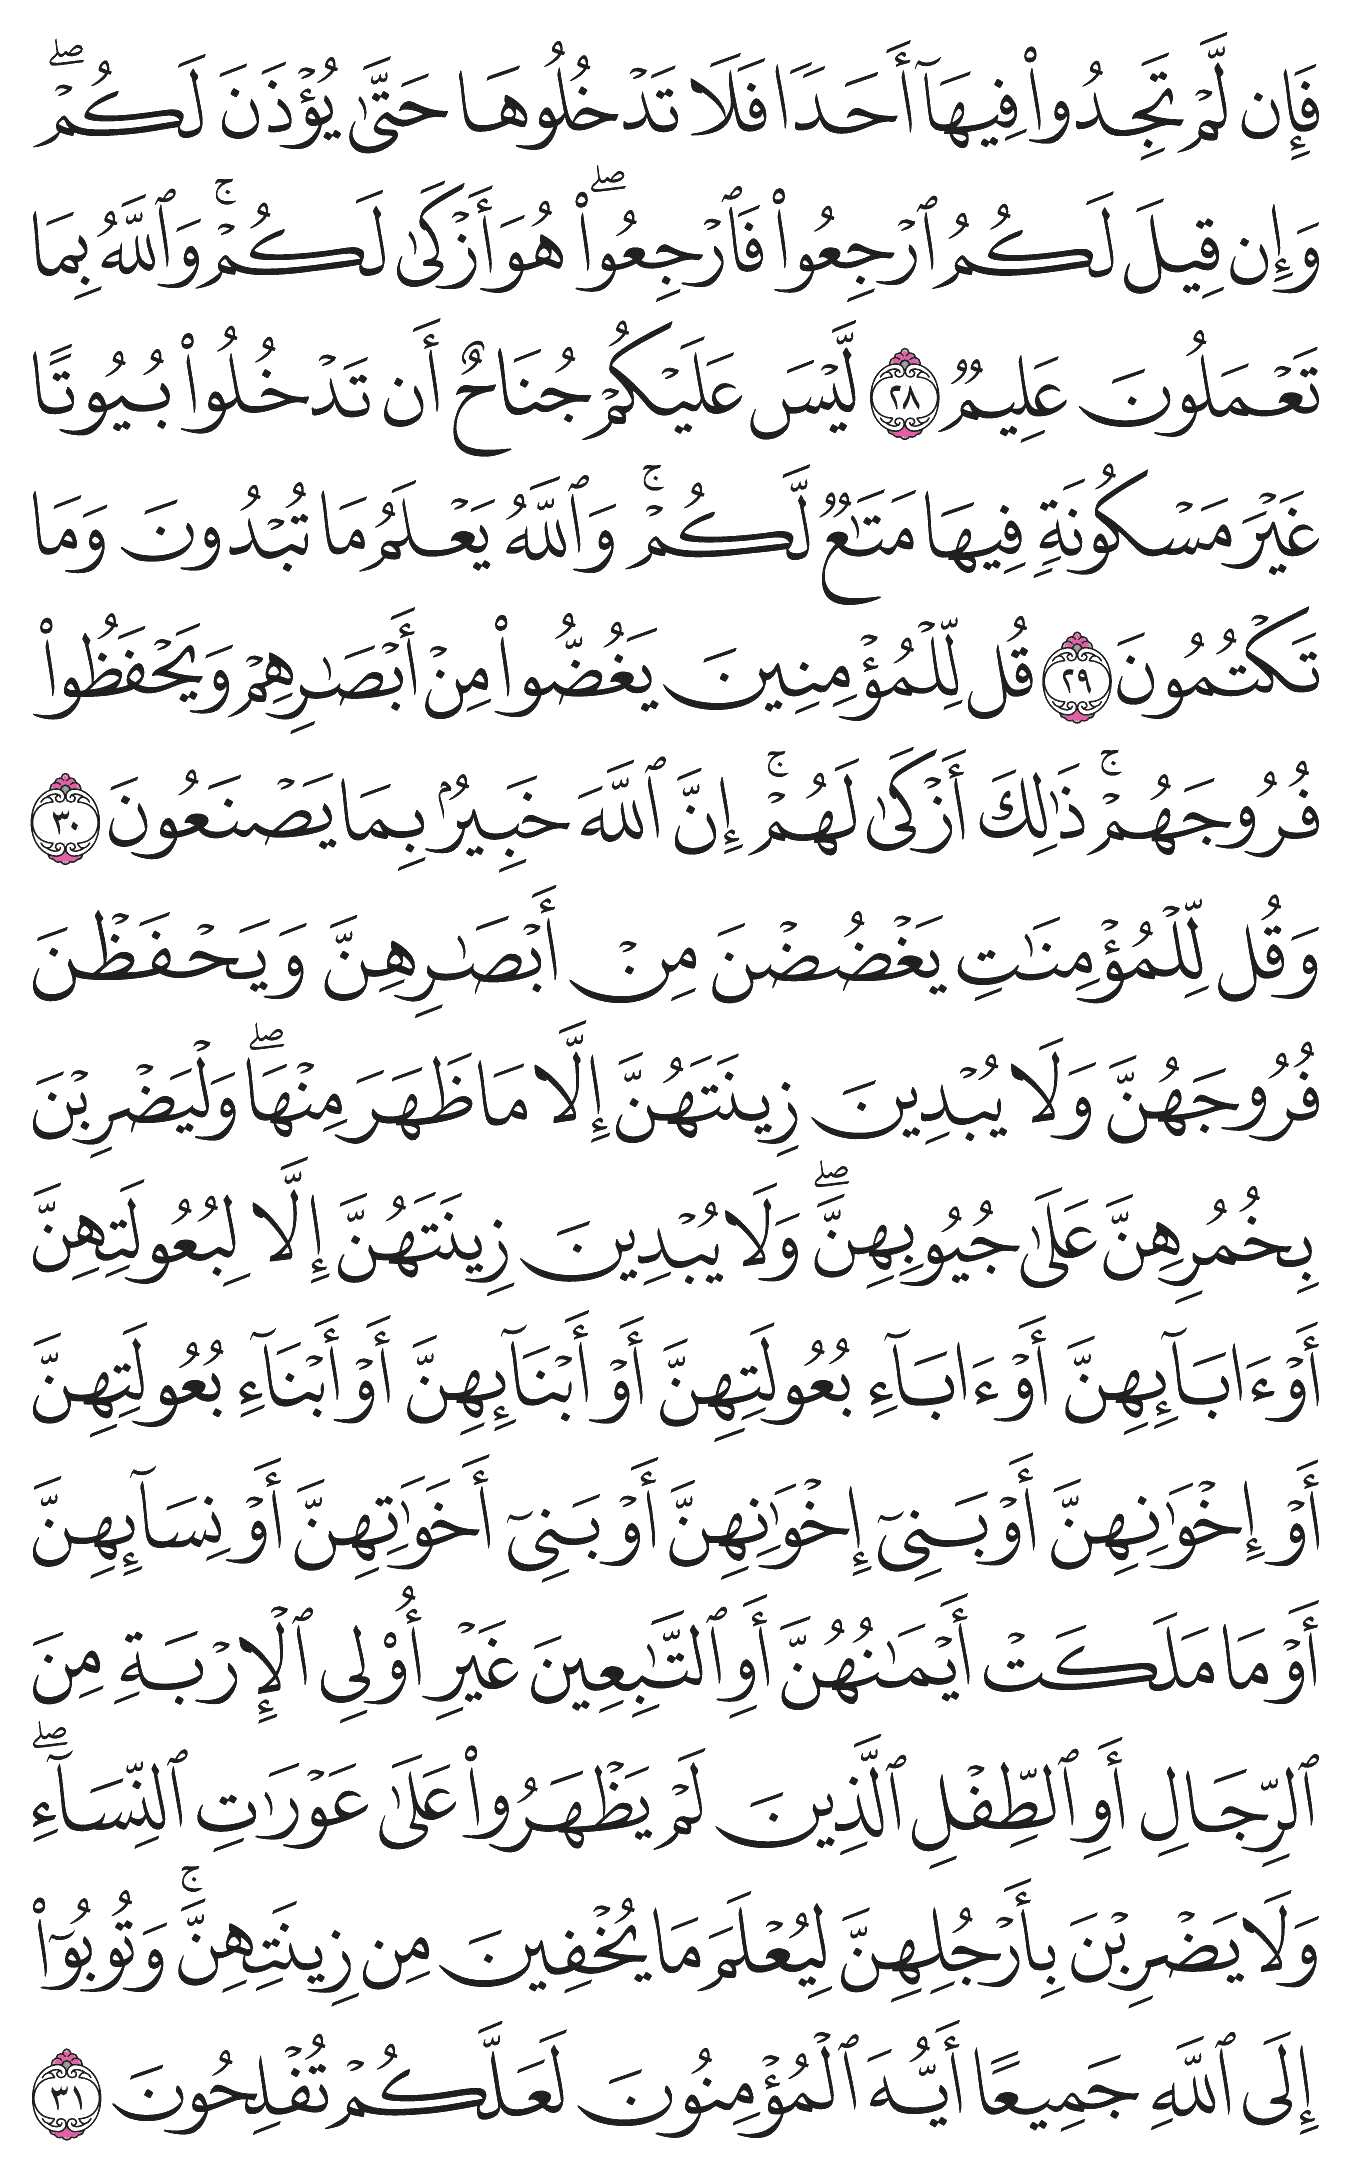 فَإِن لَّمْ تَجِدُوا۟ فِيهَآ أَحَدًۭا فَلَا تَدْخُلُوهَا حَتَّىٰ يُؤْذَنَ لَكُمْ ۖ
وَإِن قِيلَ لَكُمُ ٱرْجِعُوا۟ فَٱرْجِعُوا۟ ۖ هُوَ أَزْكَىٰ لَكُمْ ۚ وَٱللَّهُ بِمَا
تَعْمَلُونَ عَلِيمٌۭ ٢٨ لَّيْسَ عَلَيْكُمْ جُنَاحٌ أَن تَدْخُلُوا۟ بُيُوتًا
غَيْرَ مَسْكُونَةٍۢ فِيهَا مَتَـٰعٌۭ لَّكُمْ ۚ وَٱللَّهُ يَعْلَمُ مَا تُبْدُونَ وَمَا
تَكْتُمُونَ ٢٩ قُل لِّلْمُؤْمِنِينَ يَغُضُّوا۟ مِنْ أَبْصَـٰرِهِمْ وَيَحْفَظُوا۟
فُرُوجَهُمْ ۚ ذَٰلِكَ أَزْكَىٰ لَهُمْ ۚ إِنَّ ٱللَّهَ خَبِيرٌۢ بِمَا يَصْنَعُونَ ٣٠
وَقُل لِّلْمُؤْمِنَـٰتِ يَغْضُضْنَ مِنْ أَبْصَـٰرِهِنَّ وَيَحْفَظْنَ
فُرُوجَهُنَّ وَلَا يُبْدِينَ زِينَتَهُنَّ إِلَّا مَا ظَهَرَ مِنْهَا ۖ وَلْيَضْرِبْنَ
بِخُمُرِهِنَّ عَلَىٰ جُيُوبِهِنَّ ۖ وَلَا يُبْدِينَ زِينَتَهُنَّ إِلَّا لِبُعُولَتِهِنَّ
أَوْ ءَابَآئِهِنَّ أَوْ ءَابَآءِ بُعُولَتِهِنَّ أَوْ أَبْنَآئِهِنَّ أَوْ أَبْنَآءِ بُعُولَتِهِنَّ
أَوْ إِخْوَٰنِهِنَّ أَوْ بَنِىٓ إِخْوَٰنِهِنَّ أَوْ بَنِىٓ أَخَوَٰتِهِنَّ أَوْ نِسَآئِهِنَّ
أَوْ مَا مَلَكَتْ أَيْمَـٰنُهُنَّ أَوِ ٱلتَّـٰبِعِينَ غَيْرِ أُو۟لِى ٱلْإِرْبَةِ مِنَ
ٱلرِّجَالِ أَوِ ٱلطِّفْلِ ٱلَّذِينَ لَمْ يَظْهَرُوا۟ عَلَىٰ عَوْرَٰتِ ٱلنِّسَآءِ ۖ
وَلَا يَضْرِبْنَ بِأَرْجُلِهِنَّ لِيُعْلَمَ مَا يُخْفِينَ مِن زِينَتِهِنَّ ۚ وَتُوبُوٓا۟
إِلَى ٱللَّهِ جَمِيعًا أَيُّهَ ٱلْمُؤْمِنُونَ لَعَلَّكُمْ تُفْلِحُونَ ٣١